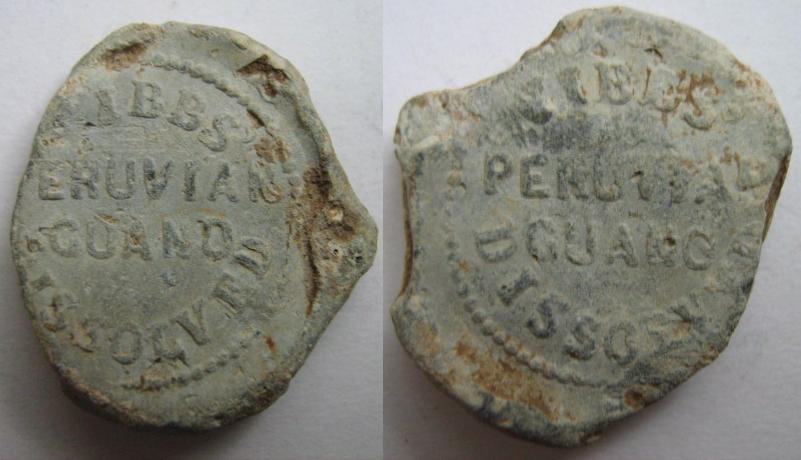 GIBBS'
PERUVIAN
GUANO
DISSOLVED
GIBBS'
PERUVIAN
GUANO
DISSOLVED